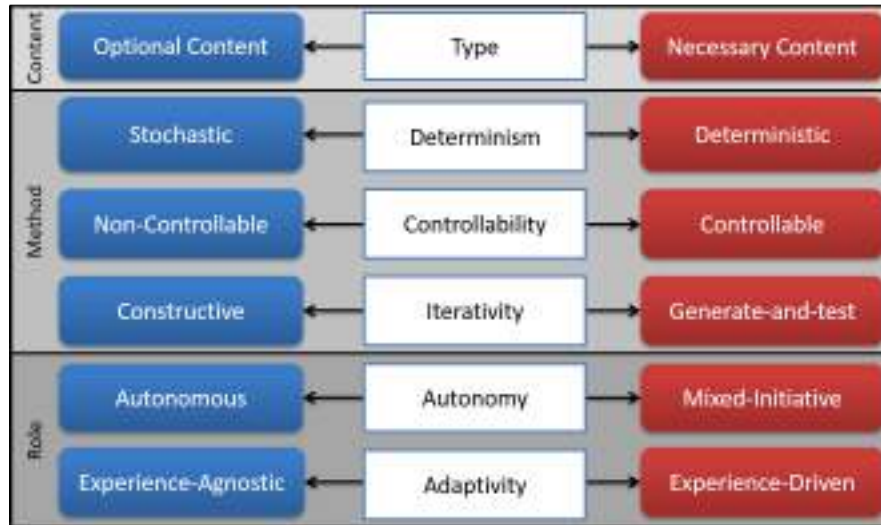 Content
Optional Content
Type
Necessary Content
Method
Stochastic
Determinism
Deterministic
Non-Controllable
Controllability
Controllable
Constructive
Iterativity
Generate-and-test
Role
Autonomous
Autonomy
Mixed-Initiative
Experience-Agnostic
Adaptivity
Experience-Driven